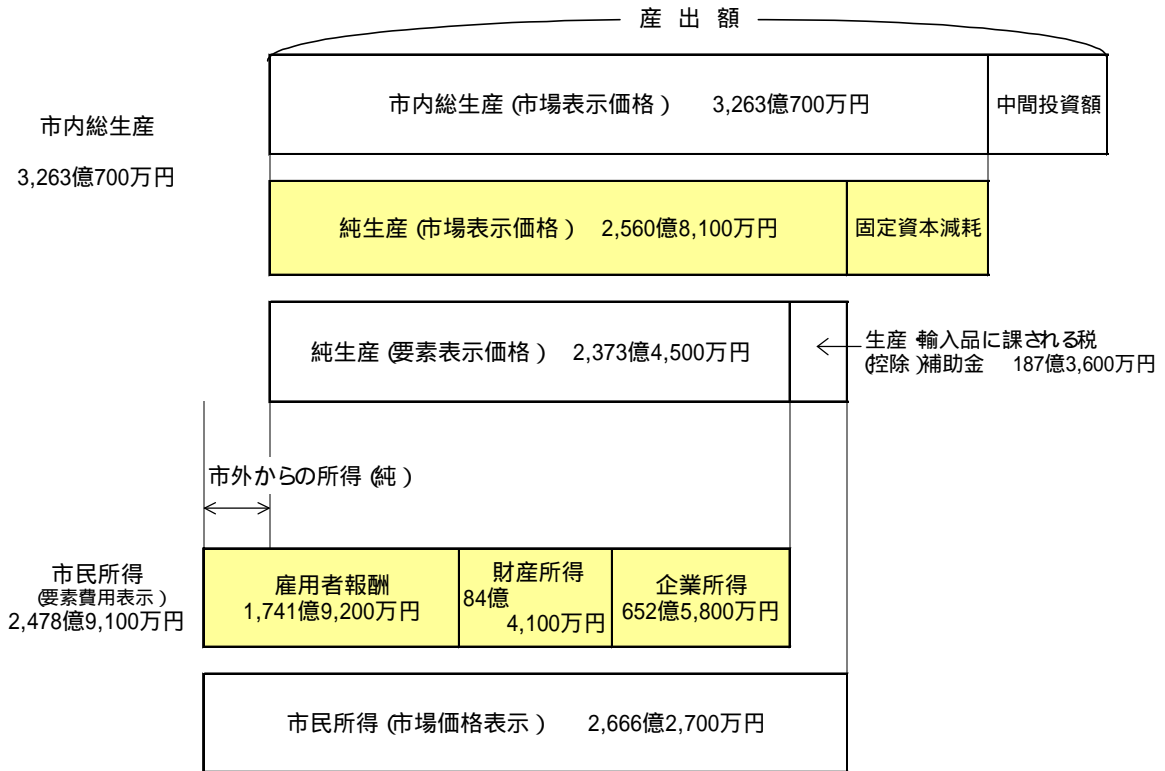 産 出 額
市内総生産 (市場表示価格) 3,263億700万円
中間投資額
市内総生産
3,263億700万円
純生産 (市場表示価格) 2,560億8,100万円
固定資本減耗
純生産 (要素表示価格) 2,373億4,500万円
生産・輸入品に課される税
(控除)補助金 187億3,600万円
市外からの所得 (純)
市民所得
(要素費用表示)
2,478億9,100万円
雇用者報酬
1,741億9,200万円
財産所得
84億
4,100万円
企業所得
652億5,800万円
市民所得 (市場価格表示) 2,666億2,700万円